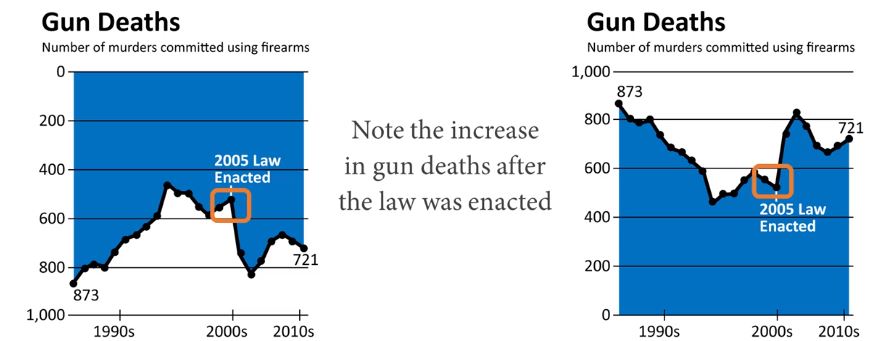 Gun Deaths
Number of murders committed using firearms
0
200
400
600
800
1,000
2005 Law
Enacted
873
721
1990s
2000s
2010s
Note the increase
in gun deaths after
the law was enacted
Gun Deaths
Number of murders committed using firearms
1,000
800
600
400
200
0
873
721
2005 Law
Enacted
1990s
2000s
2010s